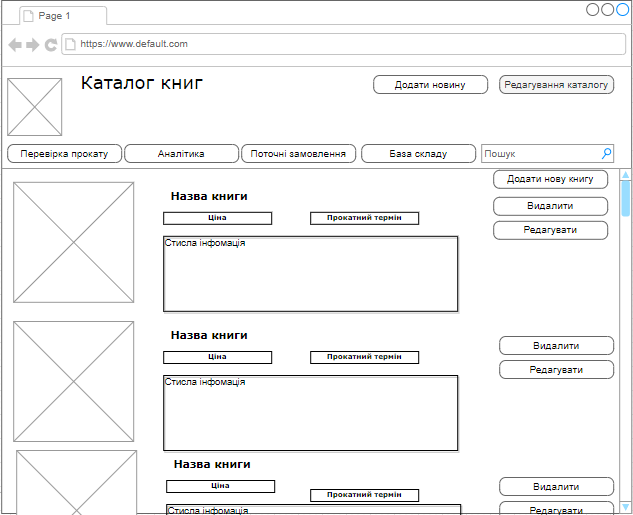 Page 1
https://www.default.com
Каталог книг
Додати новину
Редагування каталогу
Перевірка прокату
Аналітика
Поточні замовлення
База складу
Пошук
Додати нову книгу
Назва книги
Видалити
Ціна
Прокатний термін
Редагувати
Стисла інфомація
Назва книги
Видалити
Ціна
Прокатний термін
Редагувати
Стисла інфомація
Назва книги
Ціна
Видалити
Прокатний термін
Стисла інфомація
Редагувати